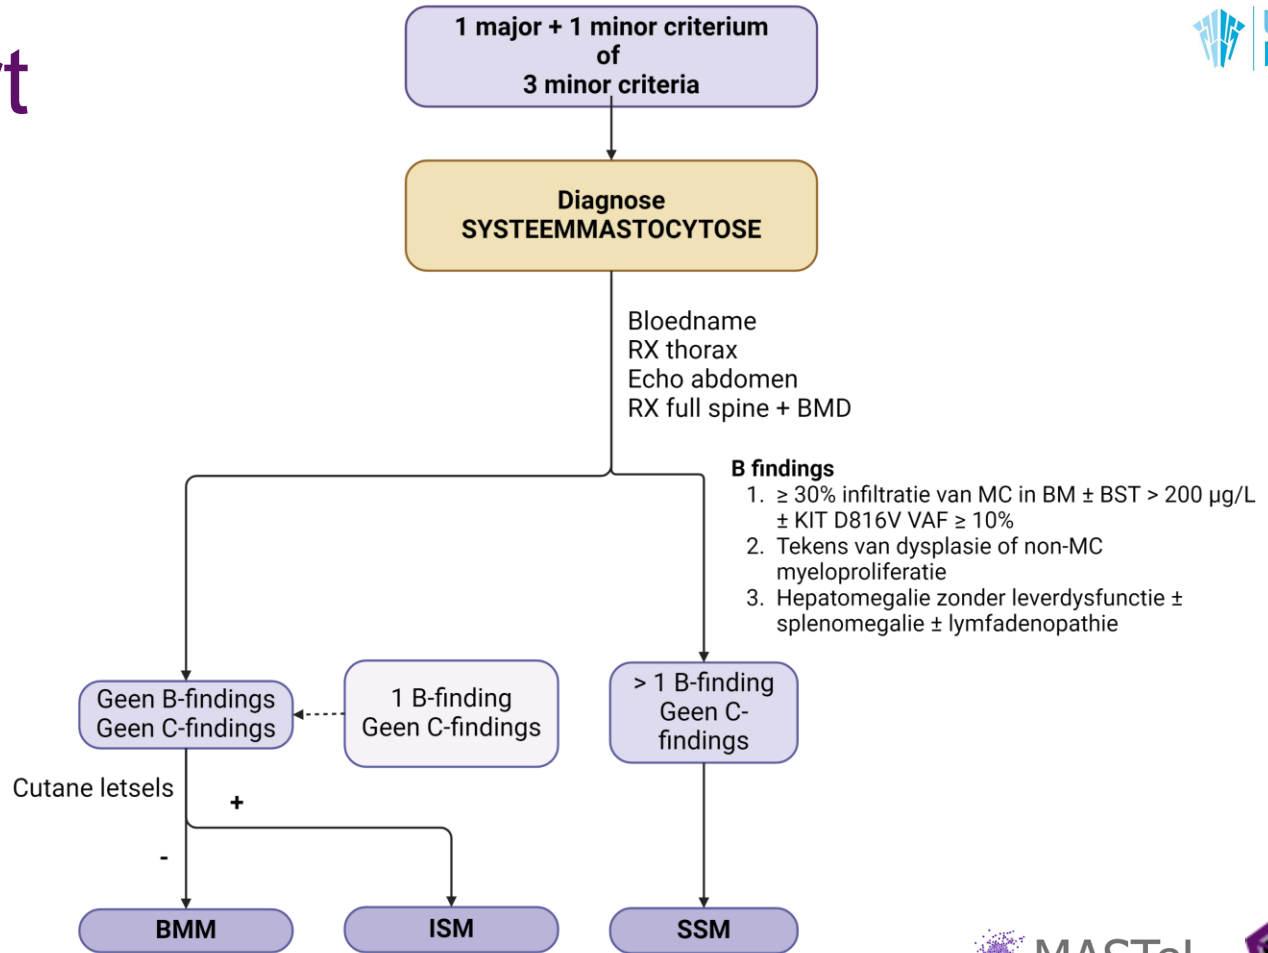 1 major + 1 minor criterium
of
3 minor criteria
Diagnose
SYSTEEMMASTOCYTOSE
Bloedname
RX thorax
Echo abdomen
RX full spine + BMD
B findings
1. ≥ 30% infiltratie van MC in BM ± BST > 200 µg/L
± KIT D816V VAF ≥ 10%
2. Tekens van dysplasie of non-MC
myeloproliferatie
3. Hepatomegalie zonder leverdysfunctie ±
splenomegalie ± lymfadenopathie
Geen B-findings
Geen C-findings
1 B-finding
Geen C-findings
> 1 B-finding
Geen C-
findings
Cutane letsels
+
-
BMM
ISM
SSM